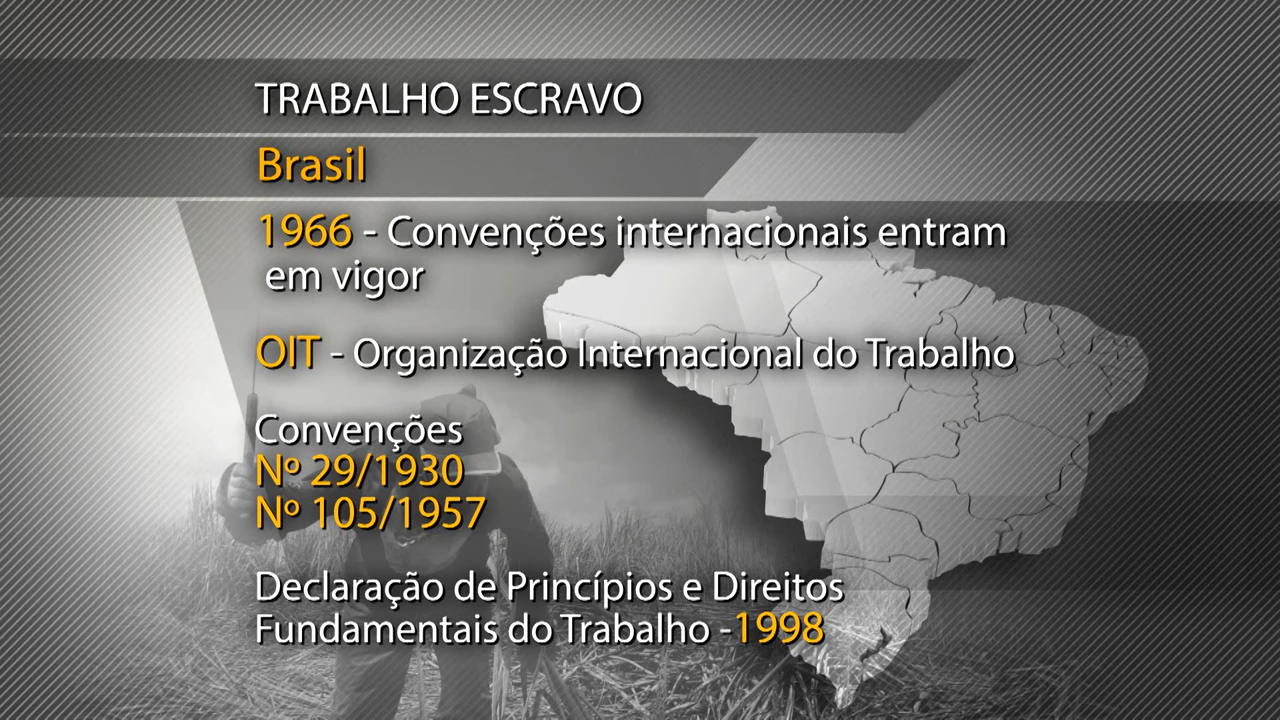 TRABALHO ESCRAVO
Brasil
1966 - Convenções internacionais entram
em vigor
OIT - Organização Internacional do Trabalho
Convenções
Nº 29/1930
Nº 105/1957
Declaração de Princípios e Direitos
Fundamentais do Trabalho -1998